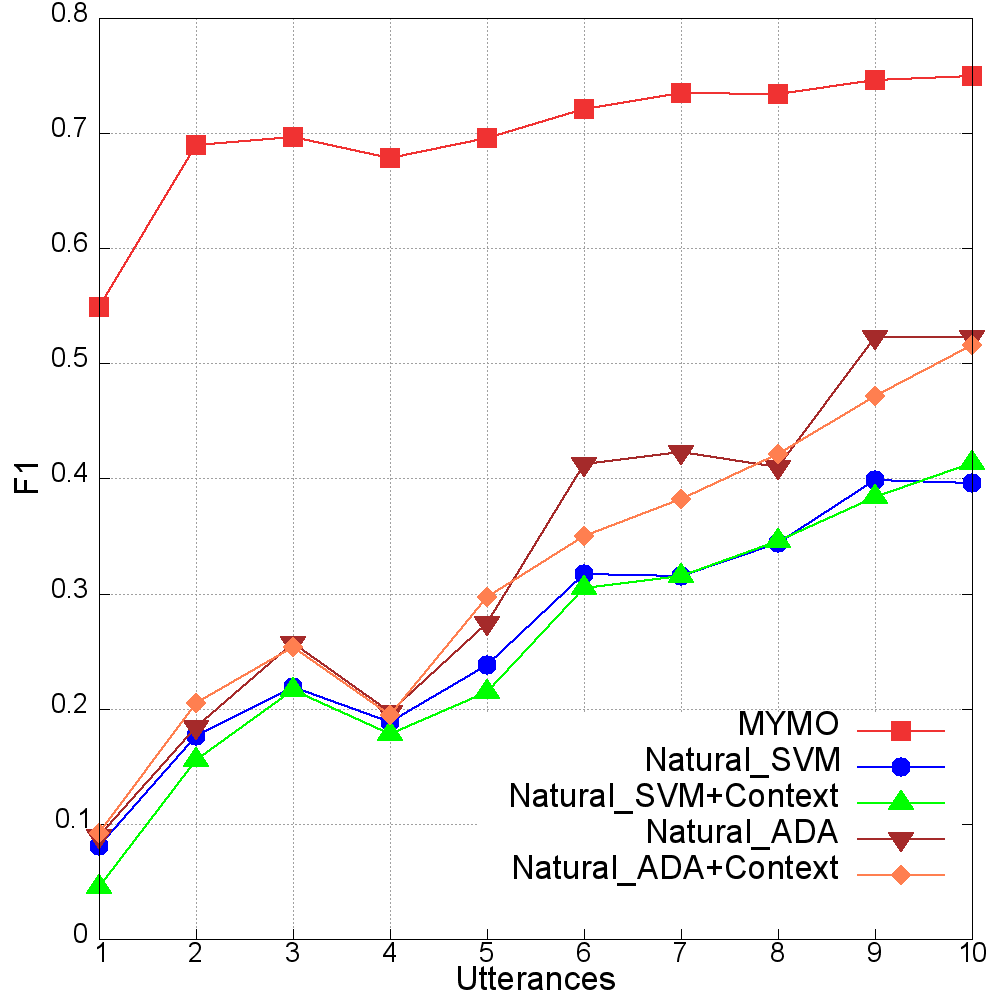 0.8
0.7
0.6
0.5
0.4
0.3
0.2
0.1
0
F1
MYMO
Natural_SVM
Natural_SVM+Context
Natural_ADA
Natural_ADA+Context
1 2 3 4 5 6 7 8 9 10
Utterances